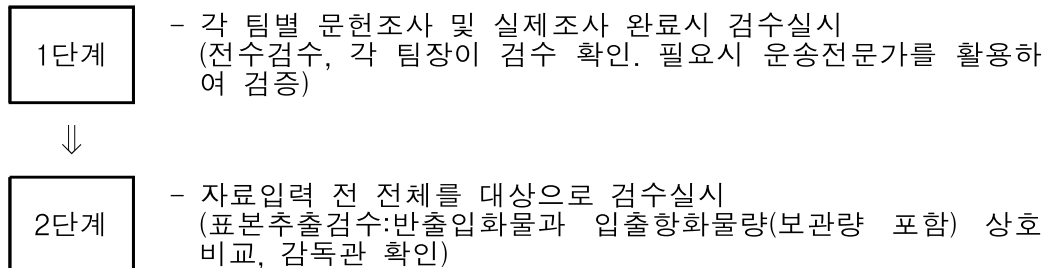 1단계
- 각 팀별 문헌조사 및 실제조사 완료시 검수실시
(전수검수, 각 팀장이 검수 확인. 필요시 운송전문가를 활용하
여 검증)
⇓
2단계
- 자료입력 전 전체를 대상으로 검수실시
(표본추출검수:반출입화물과 입출항화물량(보관량 포함) 상호
비교, 감독관 확인)